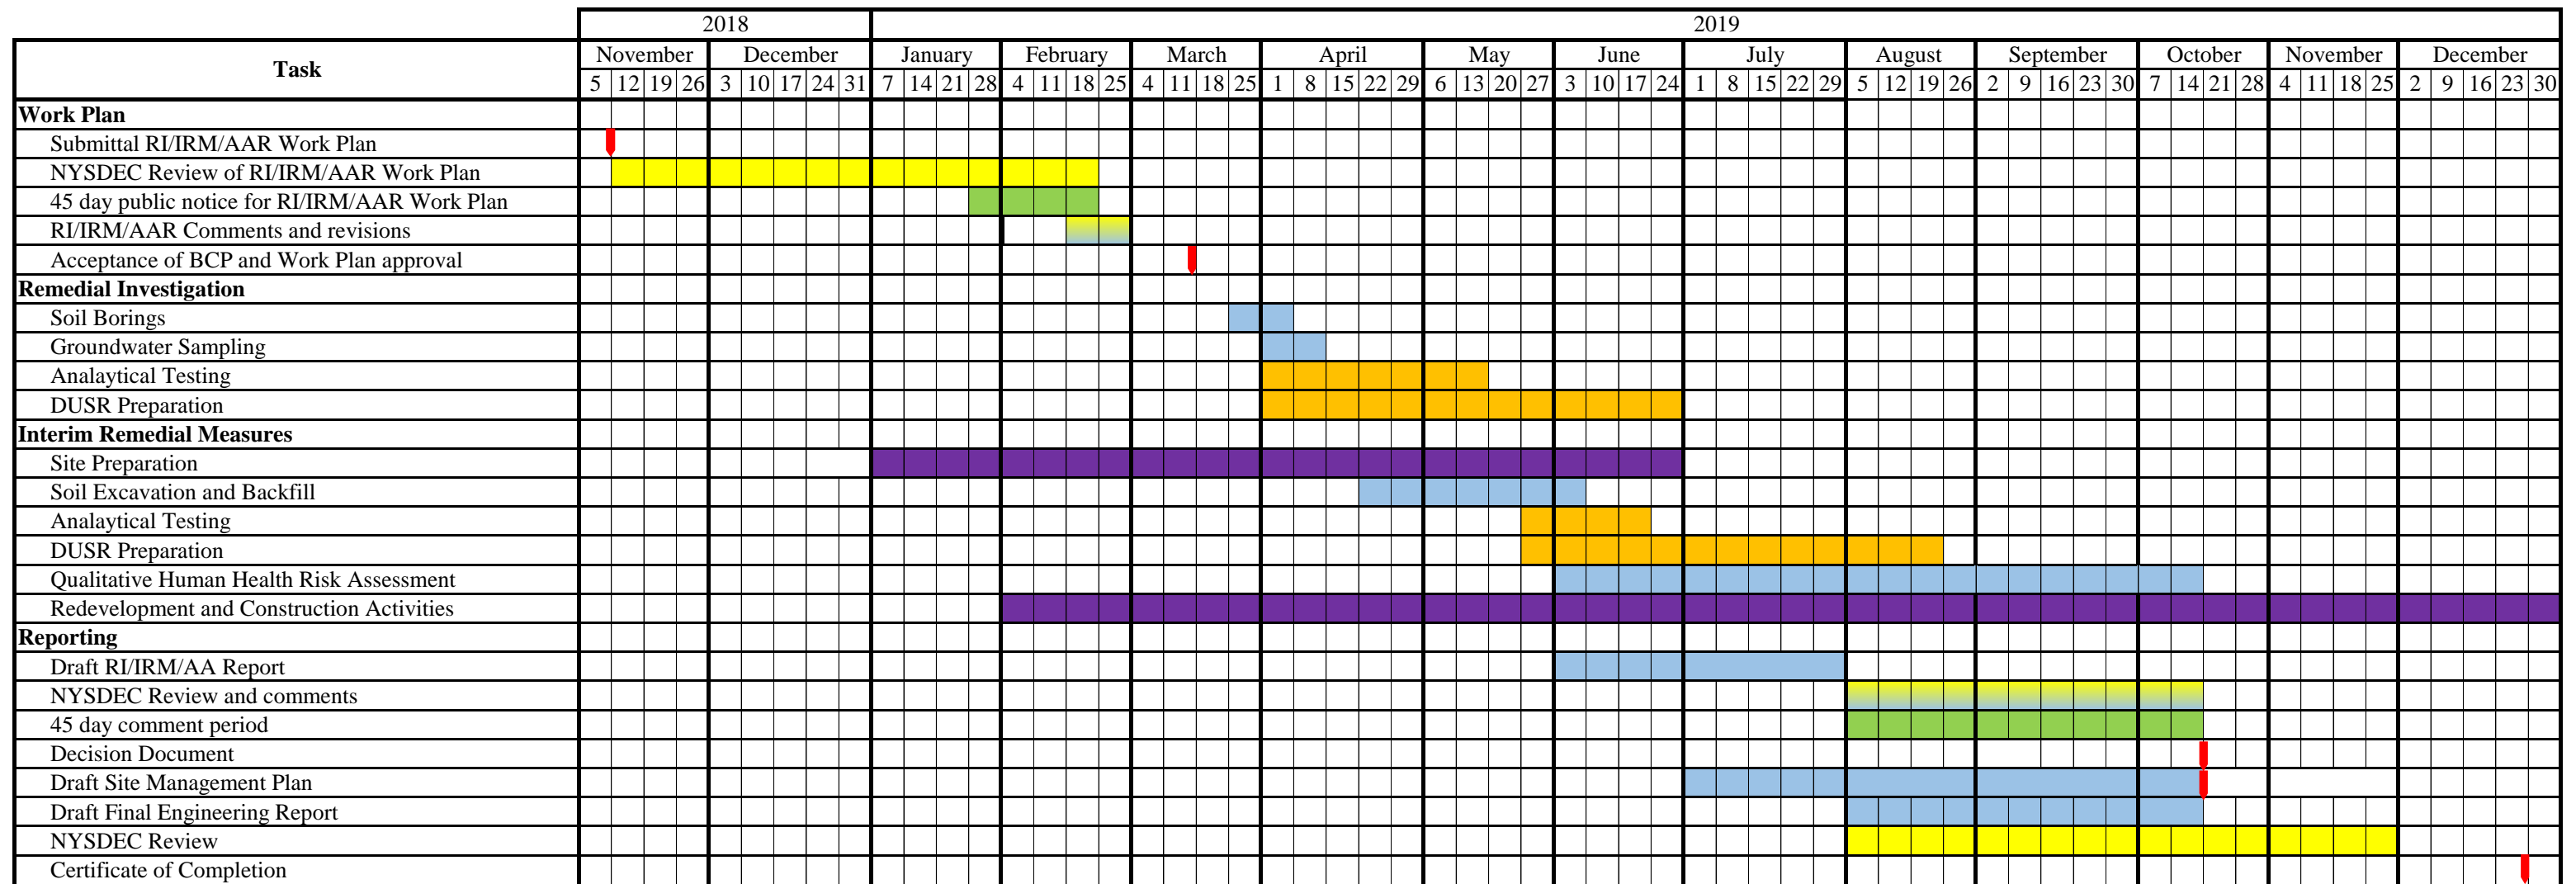 2018 2019
Task November December January February March April May June July August September October November December
5 12 19 26 3 10 17 24 31 7 14 21 28 4 11 18 25 4 11 18 25 1 8 15 22 29 6 13 20 27 3 10 17 24 1 8 15 22 29 5 12 19 26 2 9 16 23 30 7 14 21 28 4 11 18 25 2 9 16 23 30
Work Plan
Submittal RI/IRM/AAR Work Plan
NYSDEC Review of RI/IRM/AAR Work Plan
45 day public notice for RI/IRM/AAR Work Plan
RI/IRM/AAR Comments and revisions
Acceptance of BCP and Work Plan approval
Remedial Investigation
Soil Borings
Groundwater Sampling
Analaytical Testing
DUSR Preparation
Interim Remedial Measures
Site Preparation
Soil Excavation and Backfill
Analaytical Testing
DUSR Preparation
Qualitative Human Health Risk Assessment
Redevelopment and Construction Activities
Reporting
Draft RI/IRM/AA Report
NYSDEC Review and comments
45 day comment period
Decision Document
Draft Site Management Plan
Draft Final Engineering Report
NYSDEC Review
Certificate of Completion